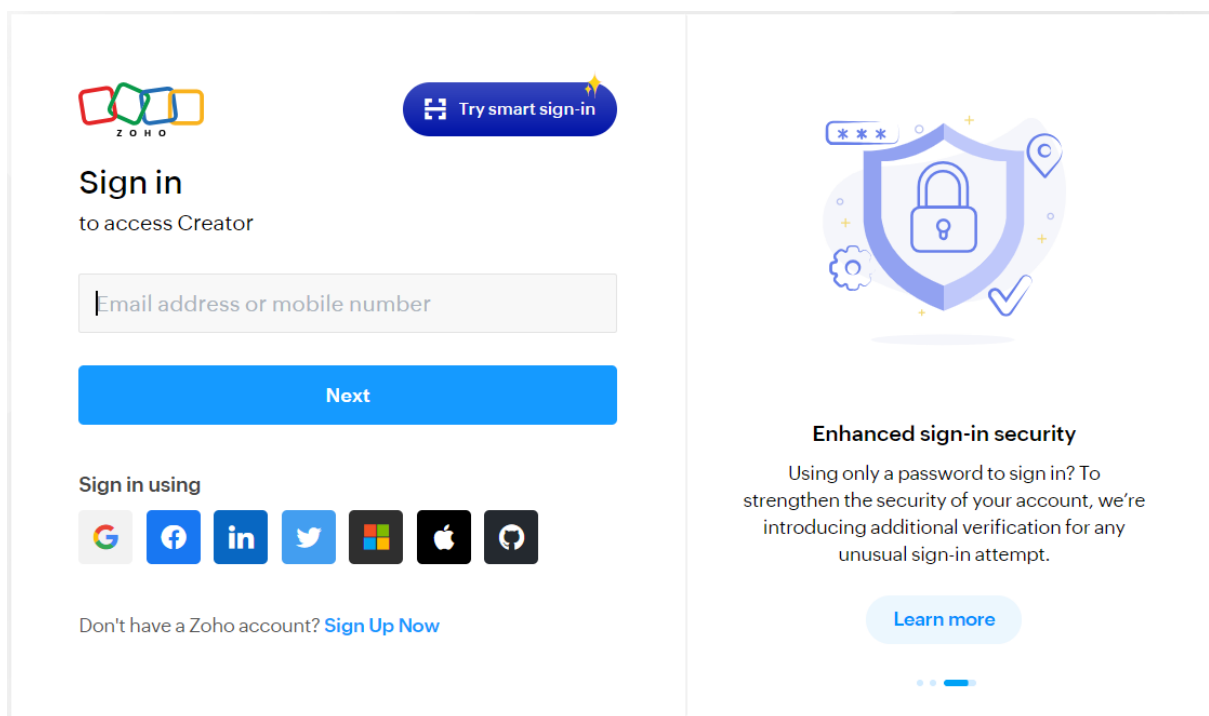 ZOHO
Try smart sign-in
Sign in
to access Creator
Email address or mobile number
Next
Sign in using
in
Don't have a Zoho account? Sign Up Now
***
Enhanced sign-in security
Using only a password to sign in? To
strengthen the security of your account, we're
introducing additional verification for any
unusual sign-in attempt.
Learn more